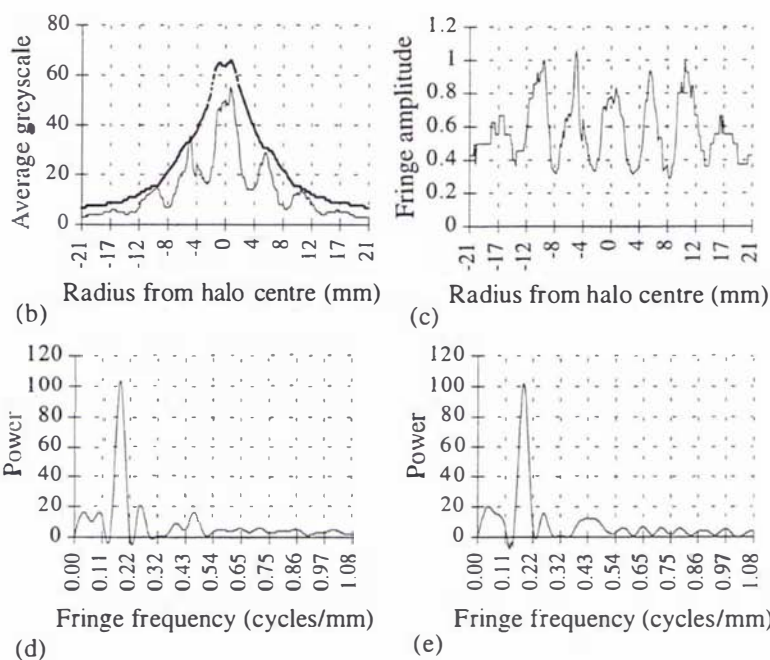 80
60
40
20
0
Average greyscale
-21 -17 -12 -8 -4 0 4 8 12 17 21
Radius from halo centre (mm)
(b)
1.2
1
0.8
0.6
0.4
0.2
0
Fringe amplitude
-21 -17 -12 -8 -4 0 4 8 12 17 21
Radius from halo centre (mm)
(c)
120
100
80
60
40
20
0
Power
0.00 0.11 0.22 0.32 0.43 0.54 0.65 0.76 0.86 0.97 1.08
Fringe frequency (cycles/mm)
(d)
120
100
80
60
40
20
0
Power
0.00 0.11 0.22 0.32 0.43 0.54 0.65 0.76 0.86 0.97 1.08
Fringe frequency (cycles/mm)
(e)